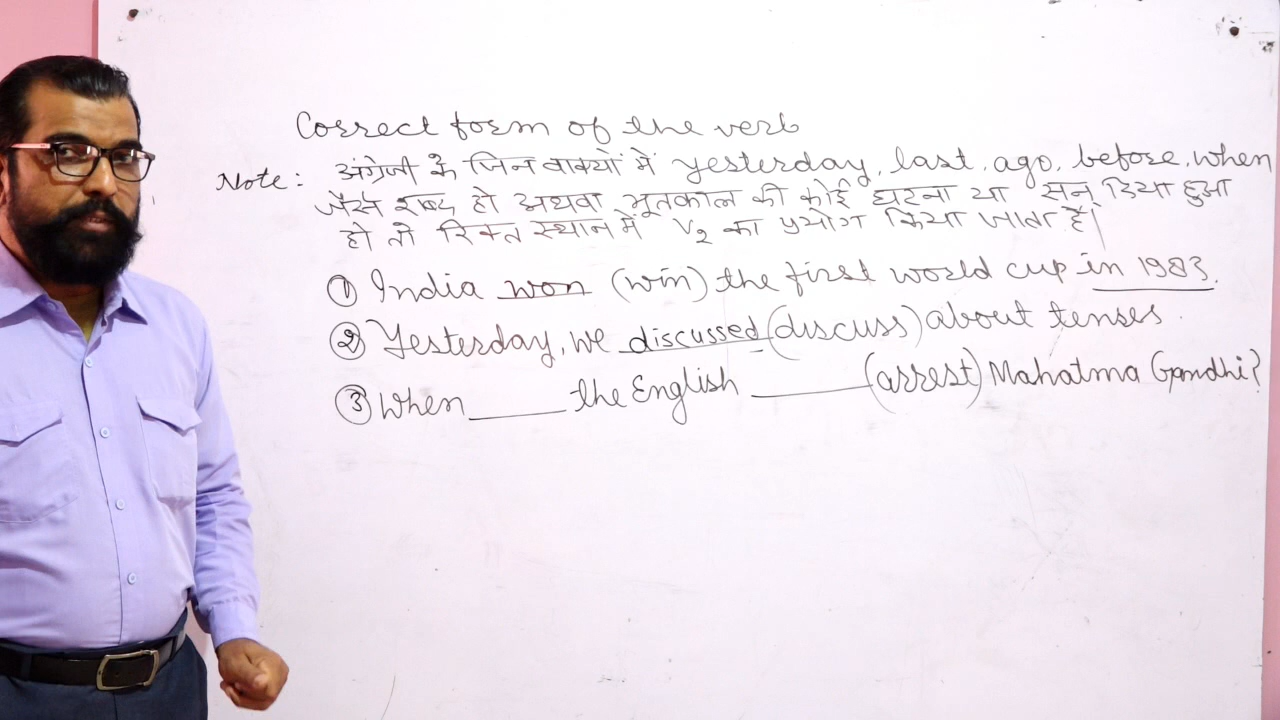 Correct form of the verb
Note: अंग्रेजी के जिन वाक्यों में yesterday, last, ago, before, when
जैसे शब्द हो अथवा भूतकाल की कोई घटना या सन् दिया हुआ
हो तो रिक्त स्थान में V2 का प्रयोग किया जाता है।
① India won (win) the first world cup in 1983.
② Yesterday, we discussed (discuss) about tenses.
③ When ______ the English ______ (arrest) Mahatma Gandhi?